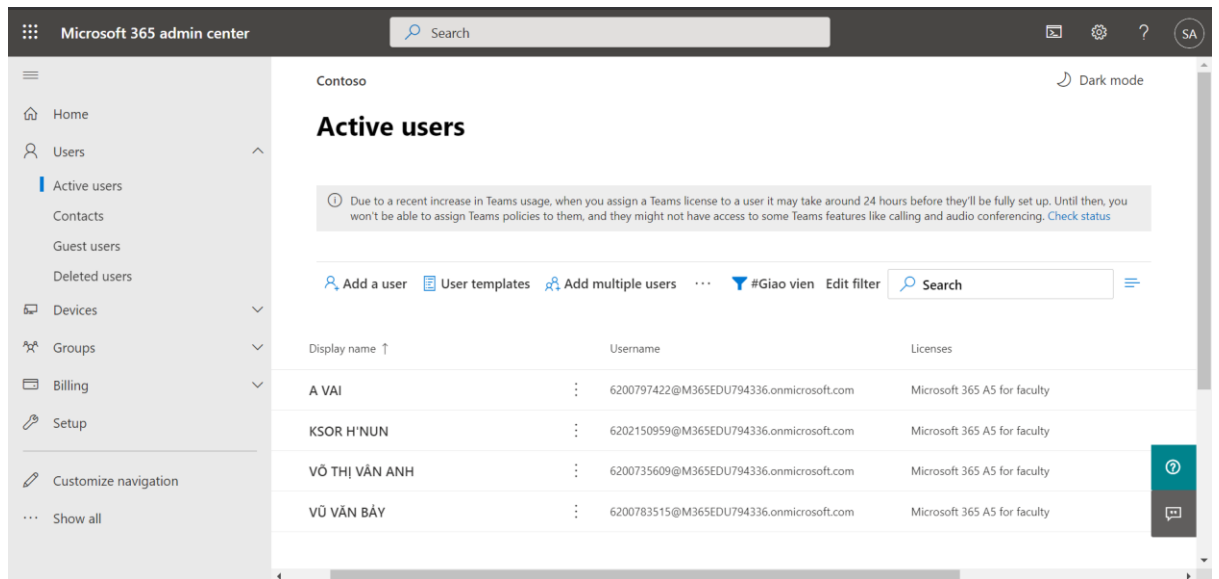 Microsoft 365 admin center
Search
SA
Contoso
Dark mode
Home
Active users
Users
Active users
Contacts
Guest users
Deleted users
Devices
Groups
Billing
Setup
Customize navigation
Show all
Due to a recent increase in Teams usage, when you assign a Teams license to a user it may take around 24 hours before they'll be fully set up. Until then, you
won't be able to assign Teams policies to them, and they might not have access to some Teams features like calling and audio conferencing. Check status
Add a user User templates Add multiple users ··· #Giao vien Edit filter Search
Display name ↑ Username Licenses
A VAI 6200797422@M365EDU794336.onmicrosoft.com Microsoft 365 A5 for faculty
KSOR H'NUN 6202150959@M365EDU794336.onmicrosoft.com Microsoft 365 A5 for faculty
VÕ THỊ VÂN ANH 6200735609@M365EDU794336.onmicrosoft.com Microsoft 365 A5 for faculty
VŨ VĂN BẢY 6200783515@M365EDU794336.onmicrosoft.com Microsoft 365 A5 for faculty